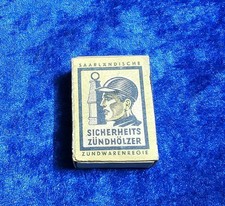 SAARLÄNDISCHE
SICHERHEITS
ZÜNDHÖLZER
ZÜNDWARENREGIE